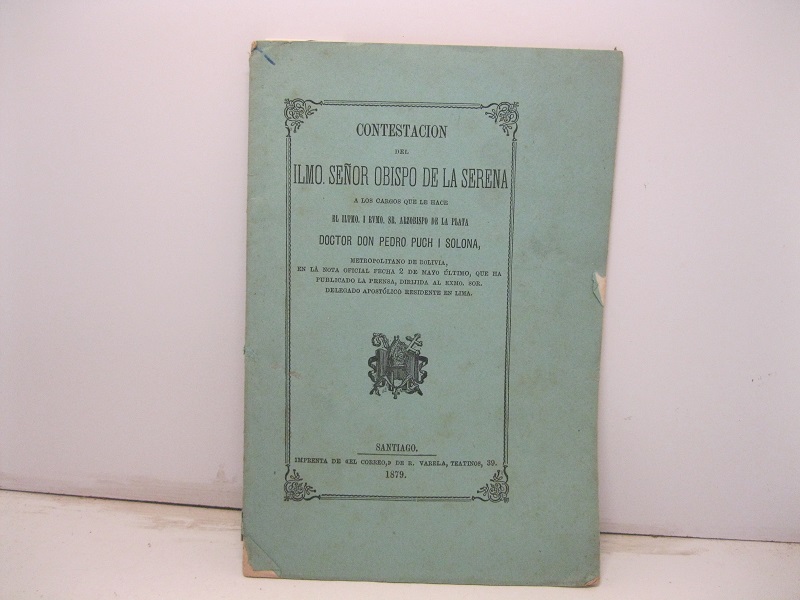 CONTESTACION
DEL
ILMO. SEÑOR OBISPO DE LA SERENA
A LOS CARGOS QUE LE HACE
EL ILUMO. I RVMO. SR. ARZOBISPO DE LA PLATA
DOCTOR DON PEDRO PUCH I SOLONA,
METROPOLITANO DE BOLIVIA,
EN LA NOTA OFICIAL FECHA 2 DE MAYO ÚLTIMO, QUE HA
PUBLICADO LA PRENSA, DIRIJIDA AL EXMO. SOR.
DELEGADO APOSTÓLICO RESIDENTE EN LIMA.
SANTIAGO.
IMPRENTA DE «EL CORREO,» DE R. VARELA, TEATINOS, 39.
1879.